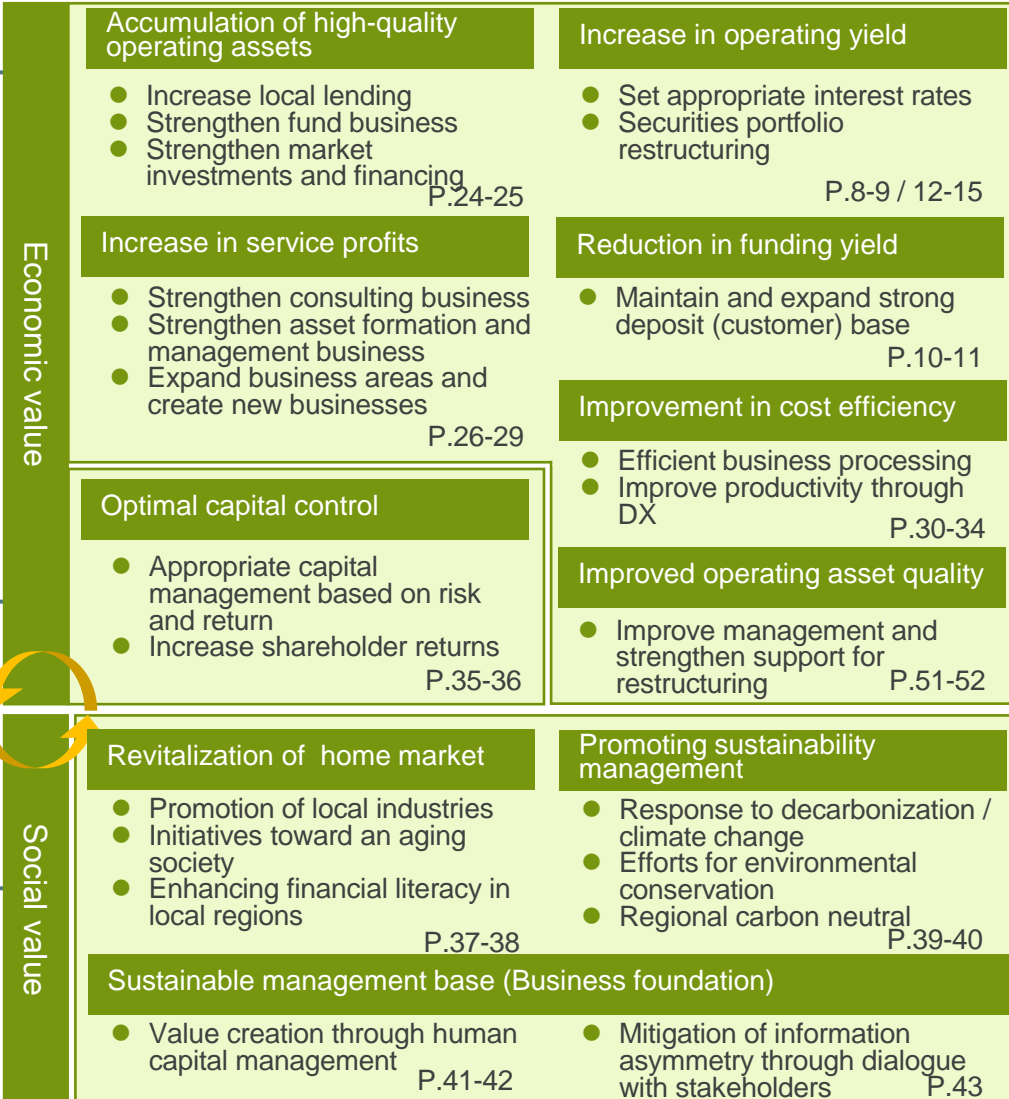 Economic value
Accumulation of high-quality
operating assets
● Increase local lending
● Strengthen fund business
● Strengthen market
investments and financing
P.24-25
Increase in operating yield
● Set appropriate interest rates
● Securities portfolio
restructuring
P.8-9 / 12-15
Increase in service profits
● Strengthen consulting business
● Strengthen asset formation and
management business
● Expand business areas and
create new businesses
P.26-29
Reduction in funding yield
● Maintain and expand strong
deposit (customer) base
P.10-11
Improvement in cost efficiency
● Efficient business processing
● Improve productivity through
DX
P.30-34
Optimal capital control
● Appropriate capital
management based on risk
and return
● Increase shareholder returns
P.35-36
Improved operating asset quality
● Improve management and
strengthen support for
restructuring
P.51-52
Social value
Revitalization of home market
● Promotion of local industries
● Initiatives toward an aging
society
● Enhancing financial literacy in
local regions
P.37-38
Promoting sustainability
management
● Response to decarbonization /
climate change
● Efforts for environmental
conservation
● Regional carbon neutral
P.39-40
Sustainable management base (Business foundation)
● Value creation through human
capital management
P.41-42
● Mitigation of information
asymmetry through dialogue
with stakeholders
P.43